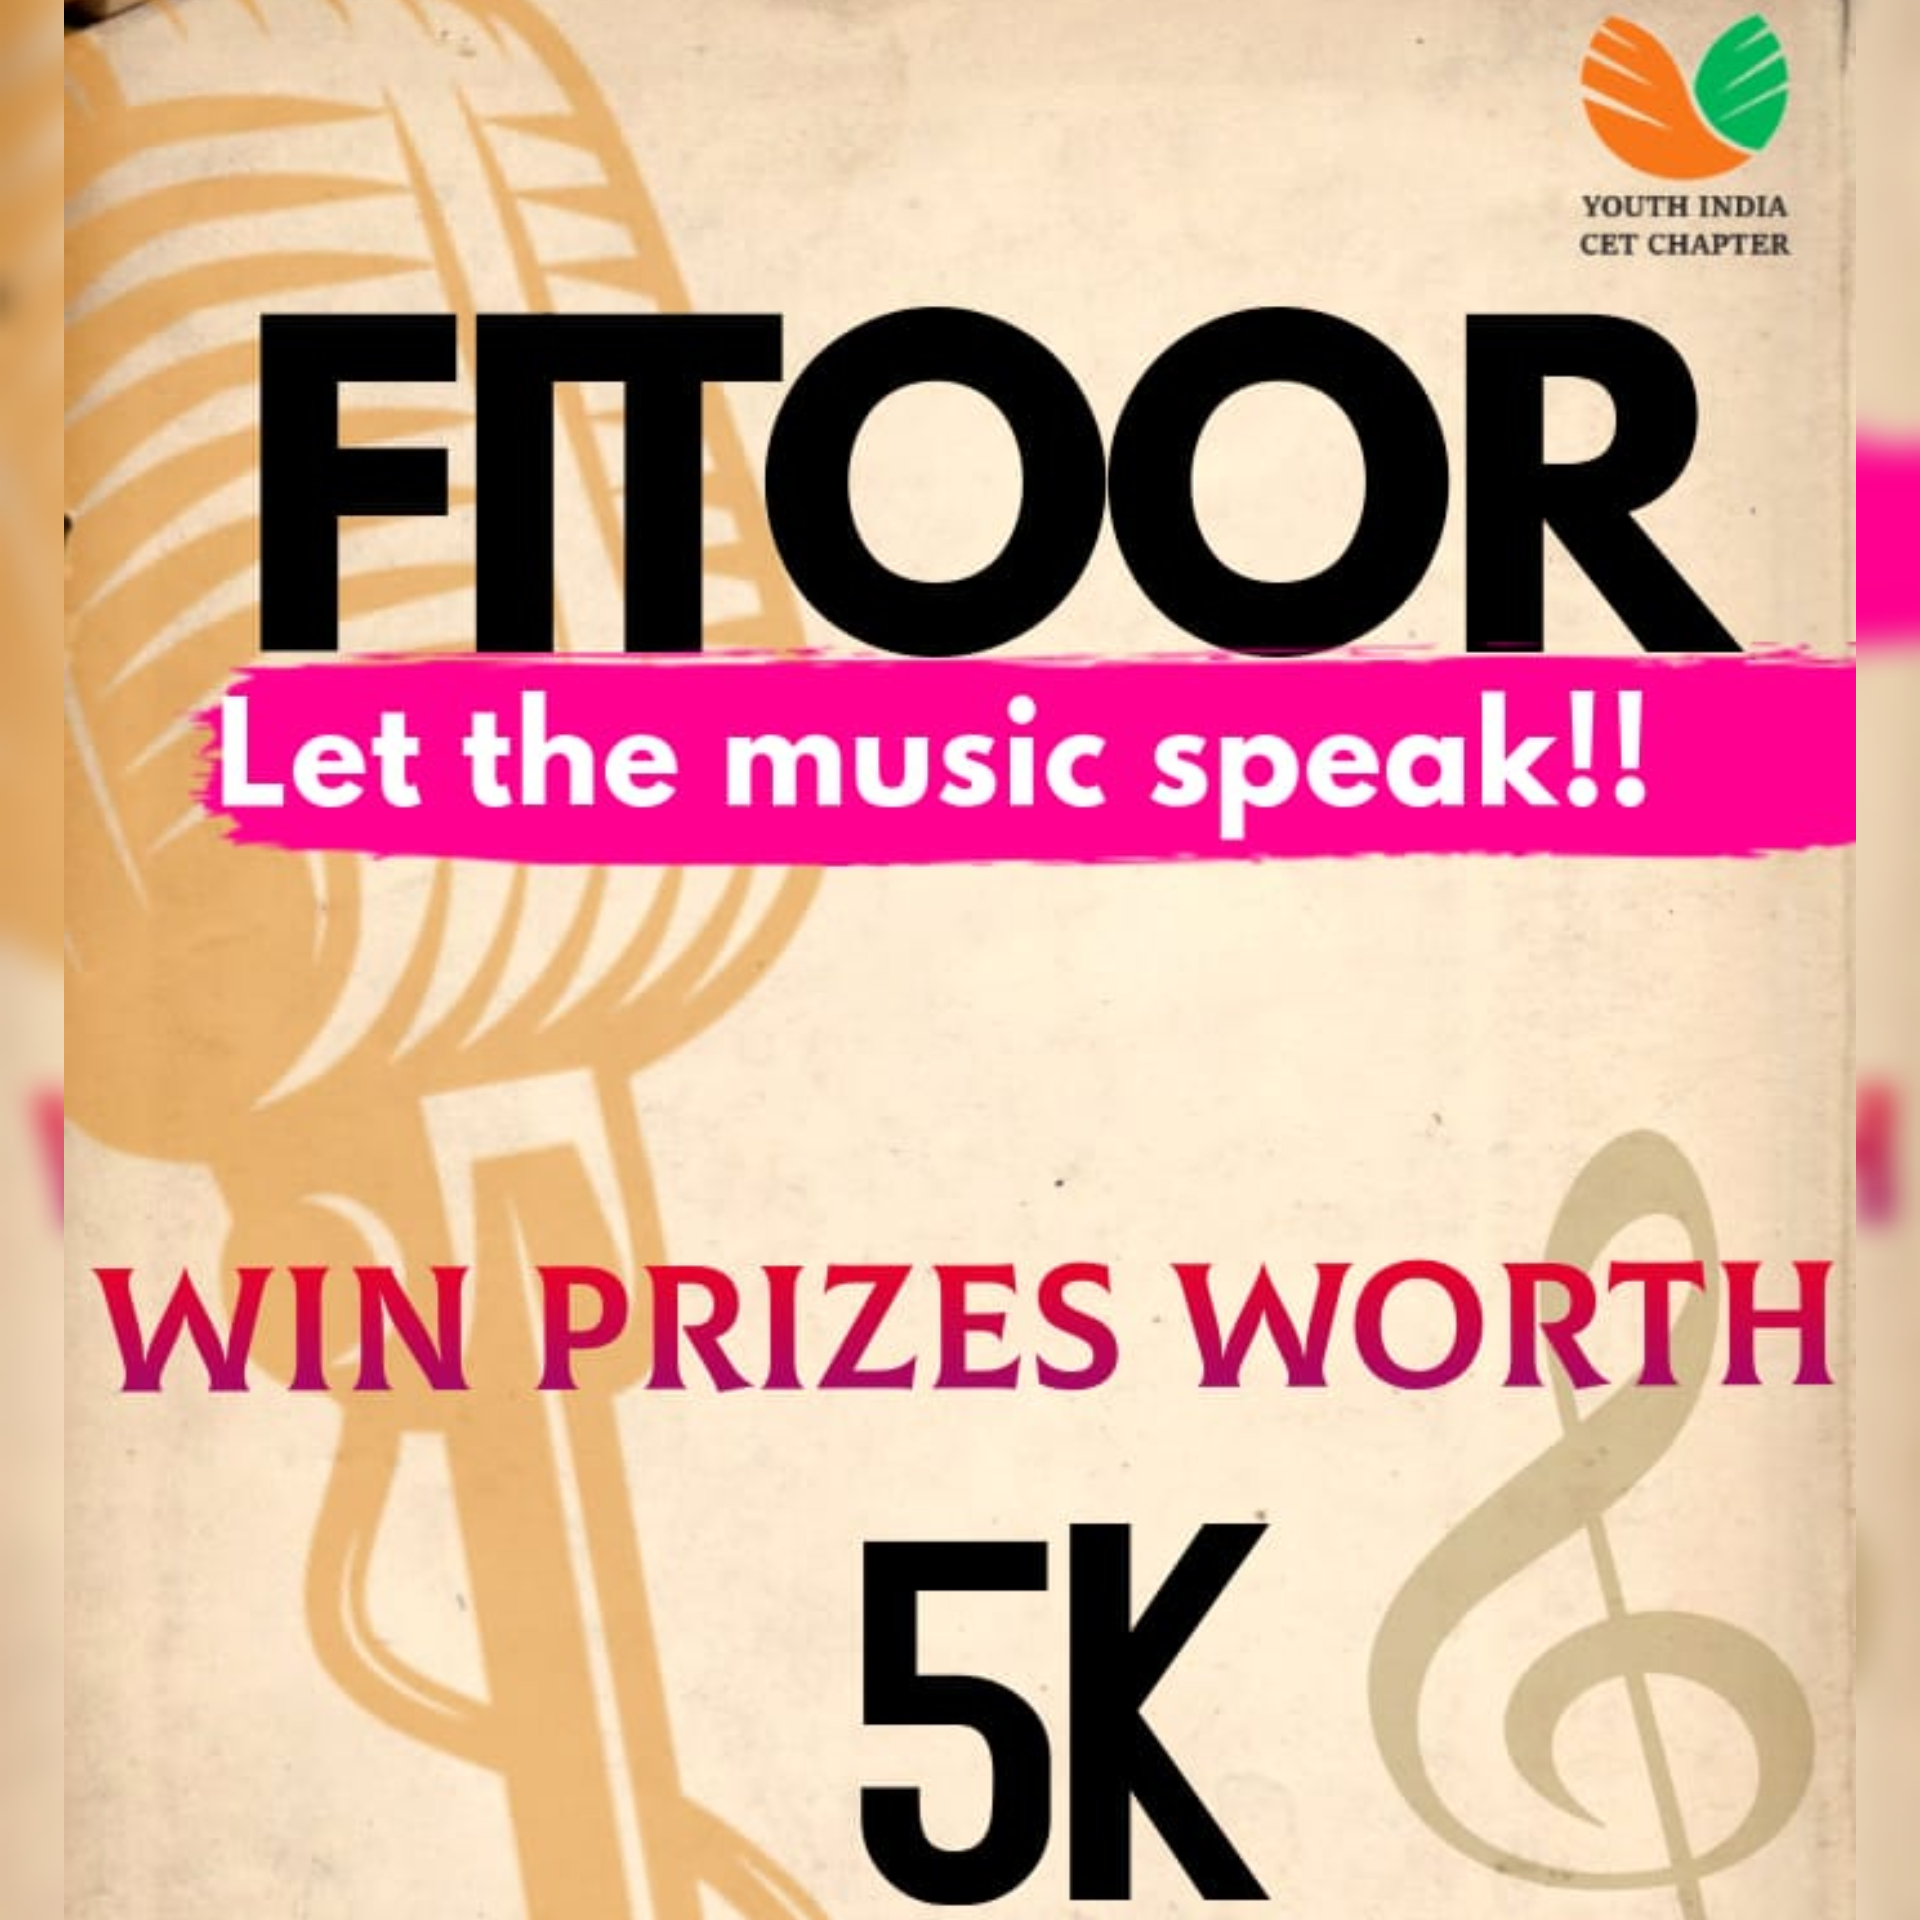 YOUTH INDIA
CET CHAPTER
FITOOR
Let the music speak!!
WIN PRIZES WORTH
5K